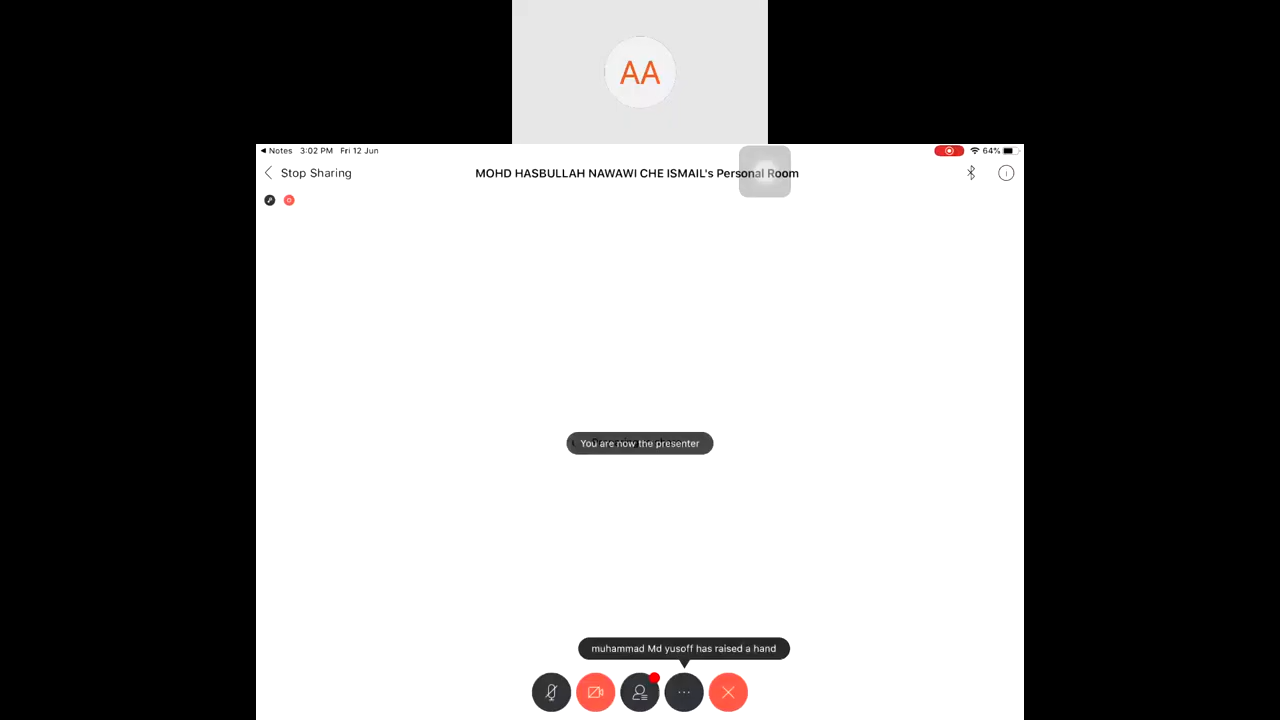 AA
Notes 3:02 PM Fri 12 Jun 64%
Stop Sharing MOHD HASBULLAH NAWAWI CHE ISMAIL's Personal Room
You are now the presenter
muhammad Md yusoff has raised a hand